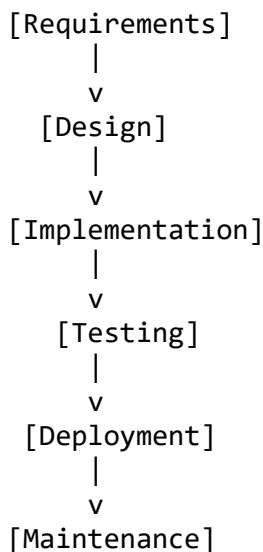 [Requirements]
|
v
[Design]
|
v
[Implementation]
|
v
[Testing]
|
v
[Deployment]
|
v
[Maintenance]